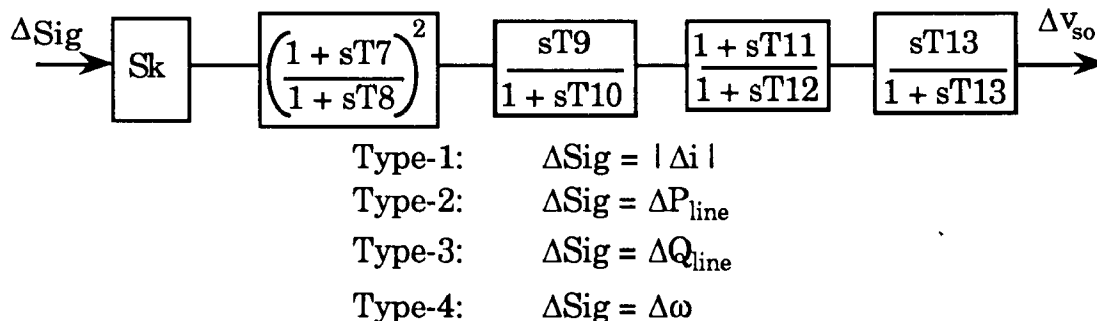 ΔSig
Sk
(1 + sT7 / 1 + sT8)²
sT9 / 1 + sT10
1 + sT11 / 1 + sT12
sT13 / 1 + sT13
Δv_so
Type-1: ΔSig = | Δi |
Type-2: ΔSig = ΔP_line
Type-3: ΔSig = ΔQ_line
Type-4: ΔSig = Δω